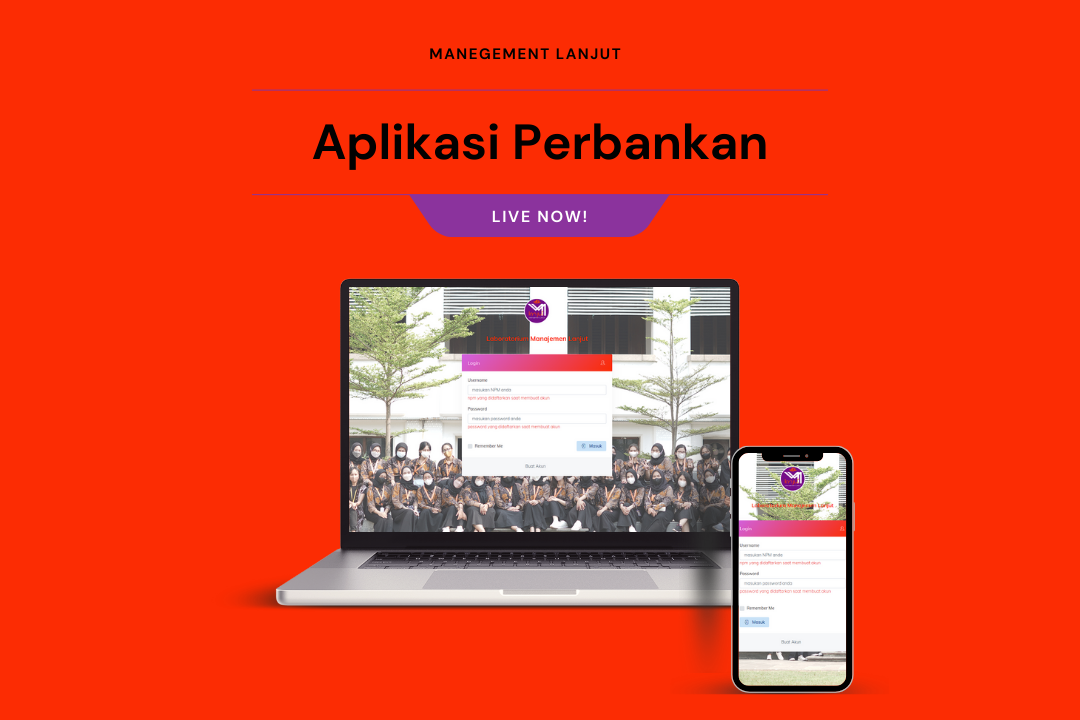 MANEGEMENT LANJUT
Aplikasi Perbankan
LIVE NOW!
Laboratorium Manajemen Lanjut
Login
Username
masukan NPM anda
npm yang didaftarkan saat membuat akun
Password
masukan password anda
password yang didaftarkan saat membuat akun
Remember Me
Masuk
Buat Akun
Laboratorium Manajemen Lanjut
Login
Username
masukan NPM anda
npm yang didaftarkan saat membuat akun
Password
masukan password anda
password yang didaftarkan saat membuat akun
Remember Me
Masuk
Buat Akun